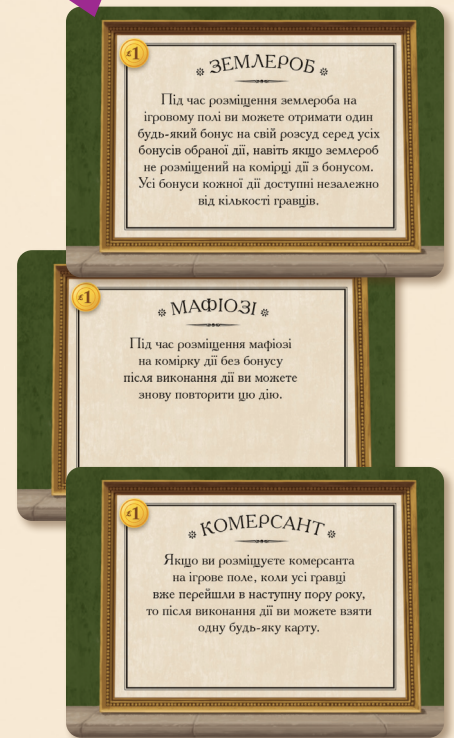 £1
ЗЕМЛЕРОБ
Під час розміщення землероба на
ігровому полі ви можете отримати один
будь-який бонус на свій розсуд серед усіх
бонусів обраної дії, навіть якщо землероб
не розміщений на комірці дії з бонусом.
Усі бонуси кожної дії доступні незалежно
від кількості гравців.
£1
МАФІОЗІ
Під час розміщення мафіозі
на комірку дії без бонусу
після виконання дії ви можете
знову повторити цю дію.
£1
КОМЕРСАНТ
Якщо ви розміщуєте комерсанта
на ігрове поле, коли усі гравці
вже перейшли в наступну пору року,
то після виконання дії ви можете взяти
одну будь-яку карту.